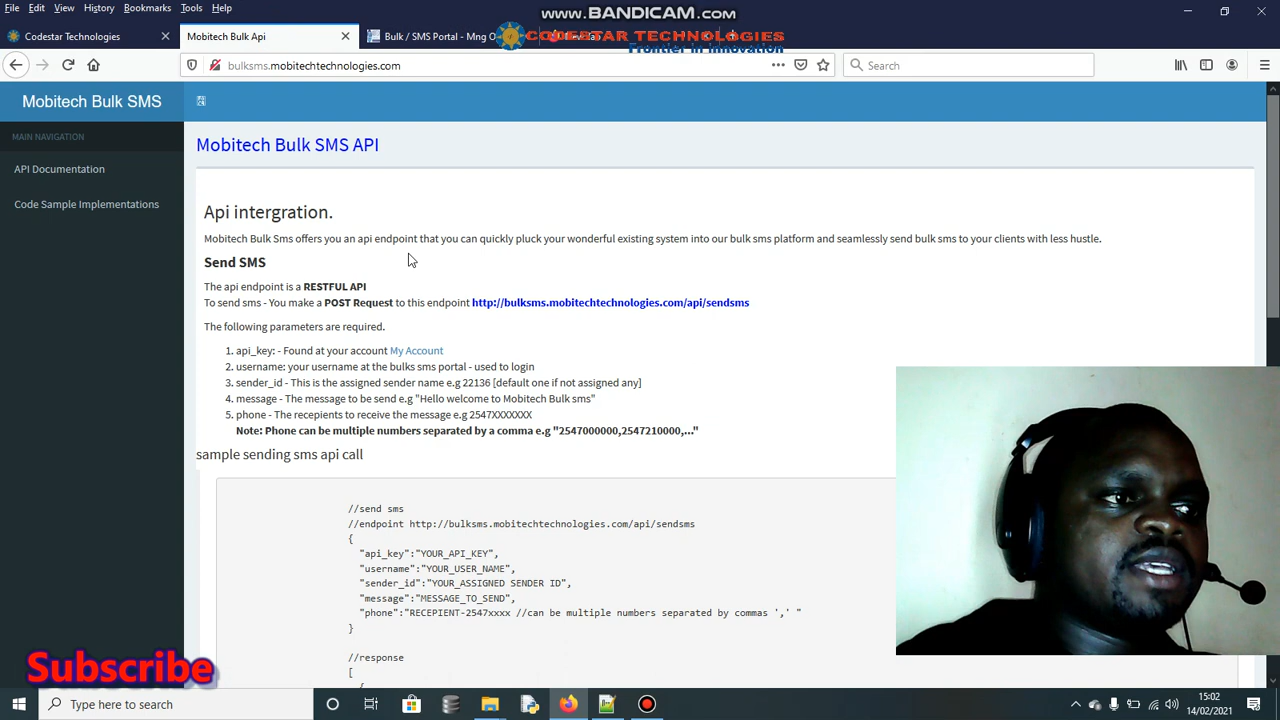 File Edit View History Bookmarks Tools Help
www.BANDICAM.com
Codestar Technologies
Mobitech Bulk Api
Bulk / SMS Portal - Mng O
CODESTAR TECHNOLOGIES
Frontier in Innovation
bulksms.mobitechtechnologies.com
Search
Mobitech Bulk SMS
MAIN NAVIGATION
API Documentation
Code Sample Implementations
Mobitech Bulk SMS API
Api intergration.
Mobitech Bulk Sms offers you an api endpoint that you can quickly pluck your wonderful existing system into our bulk sms platform and seamlessly send bulk sms to your clients with less hustle.
Send SMS
The api endpoint is a RESTFUL API
To send sms - You make a POST Request to this endpoint http://bulksms.mobitechtechnologies.com/api/sendsms
The following parameters are required.
1. api_key: - Found at your account My Account
2. username: your username at the bulks sms portal - used to login
3. sender_id - This is the assigned sender name e.g 22136 [default one if not assigned any]
4. message - The message to be send e.g "Hello welcome to Mobitech Bulk sms"
5. phone - The recepients to receive the message e.g 2547XXXXXXX
Note: Phone can be multiple numbers separated by a comma e.g "2547000000,2547210000,..."
sample sending sms api call
//send sms
//endpoint http://bulksms.mobitechtechnologies.com/api/sendsms
{
"api_key":"YOUR_API_KEY",
"username":"YOUR_USER_NAME",
"sender_id":"YOUR_ASSIGNED SENDER ID",
"message":"MESSAGE_TO_SEND",
"phone":"RECEPIENT-2547xxxx //can be multiple numbers separated by commas ',' "
}
//response
[
{
Subscribe
Type here to search
15:02
14/02/2021